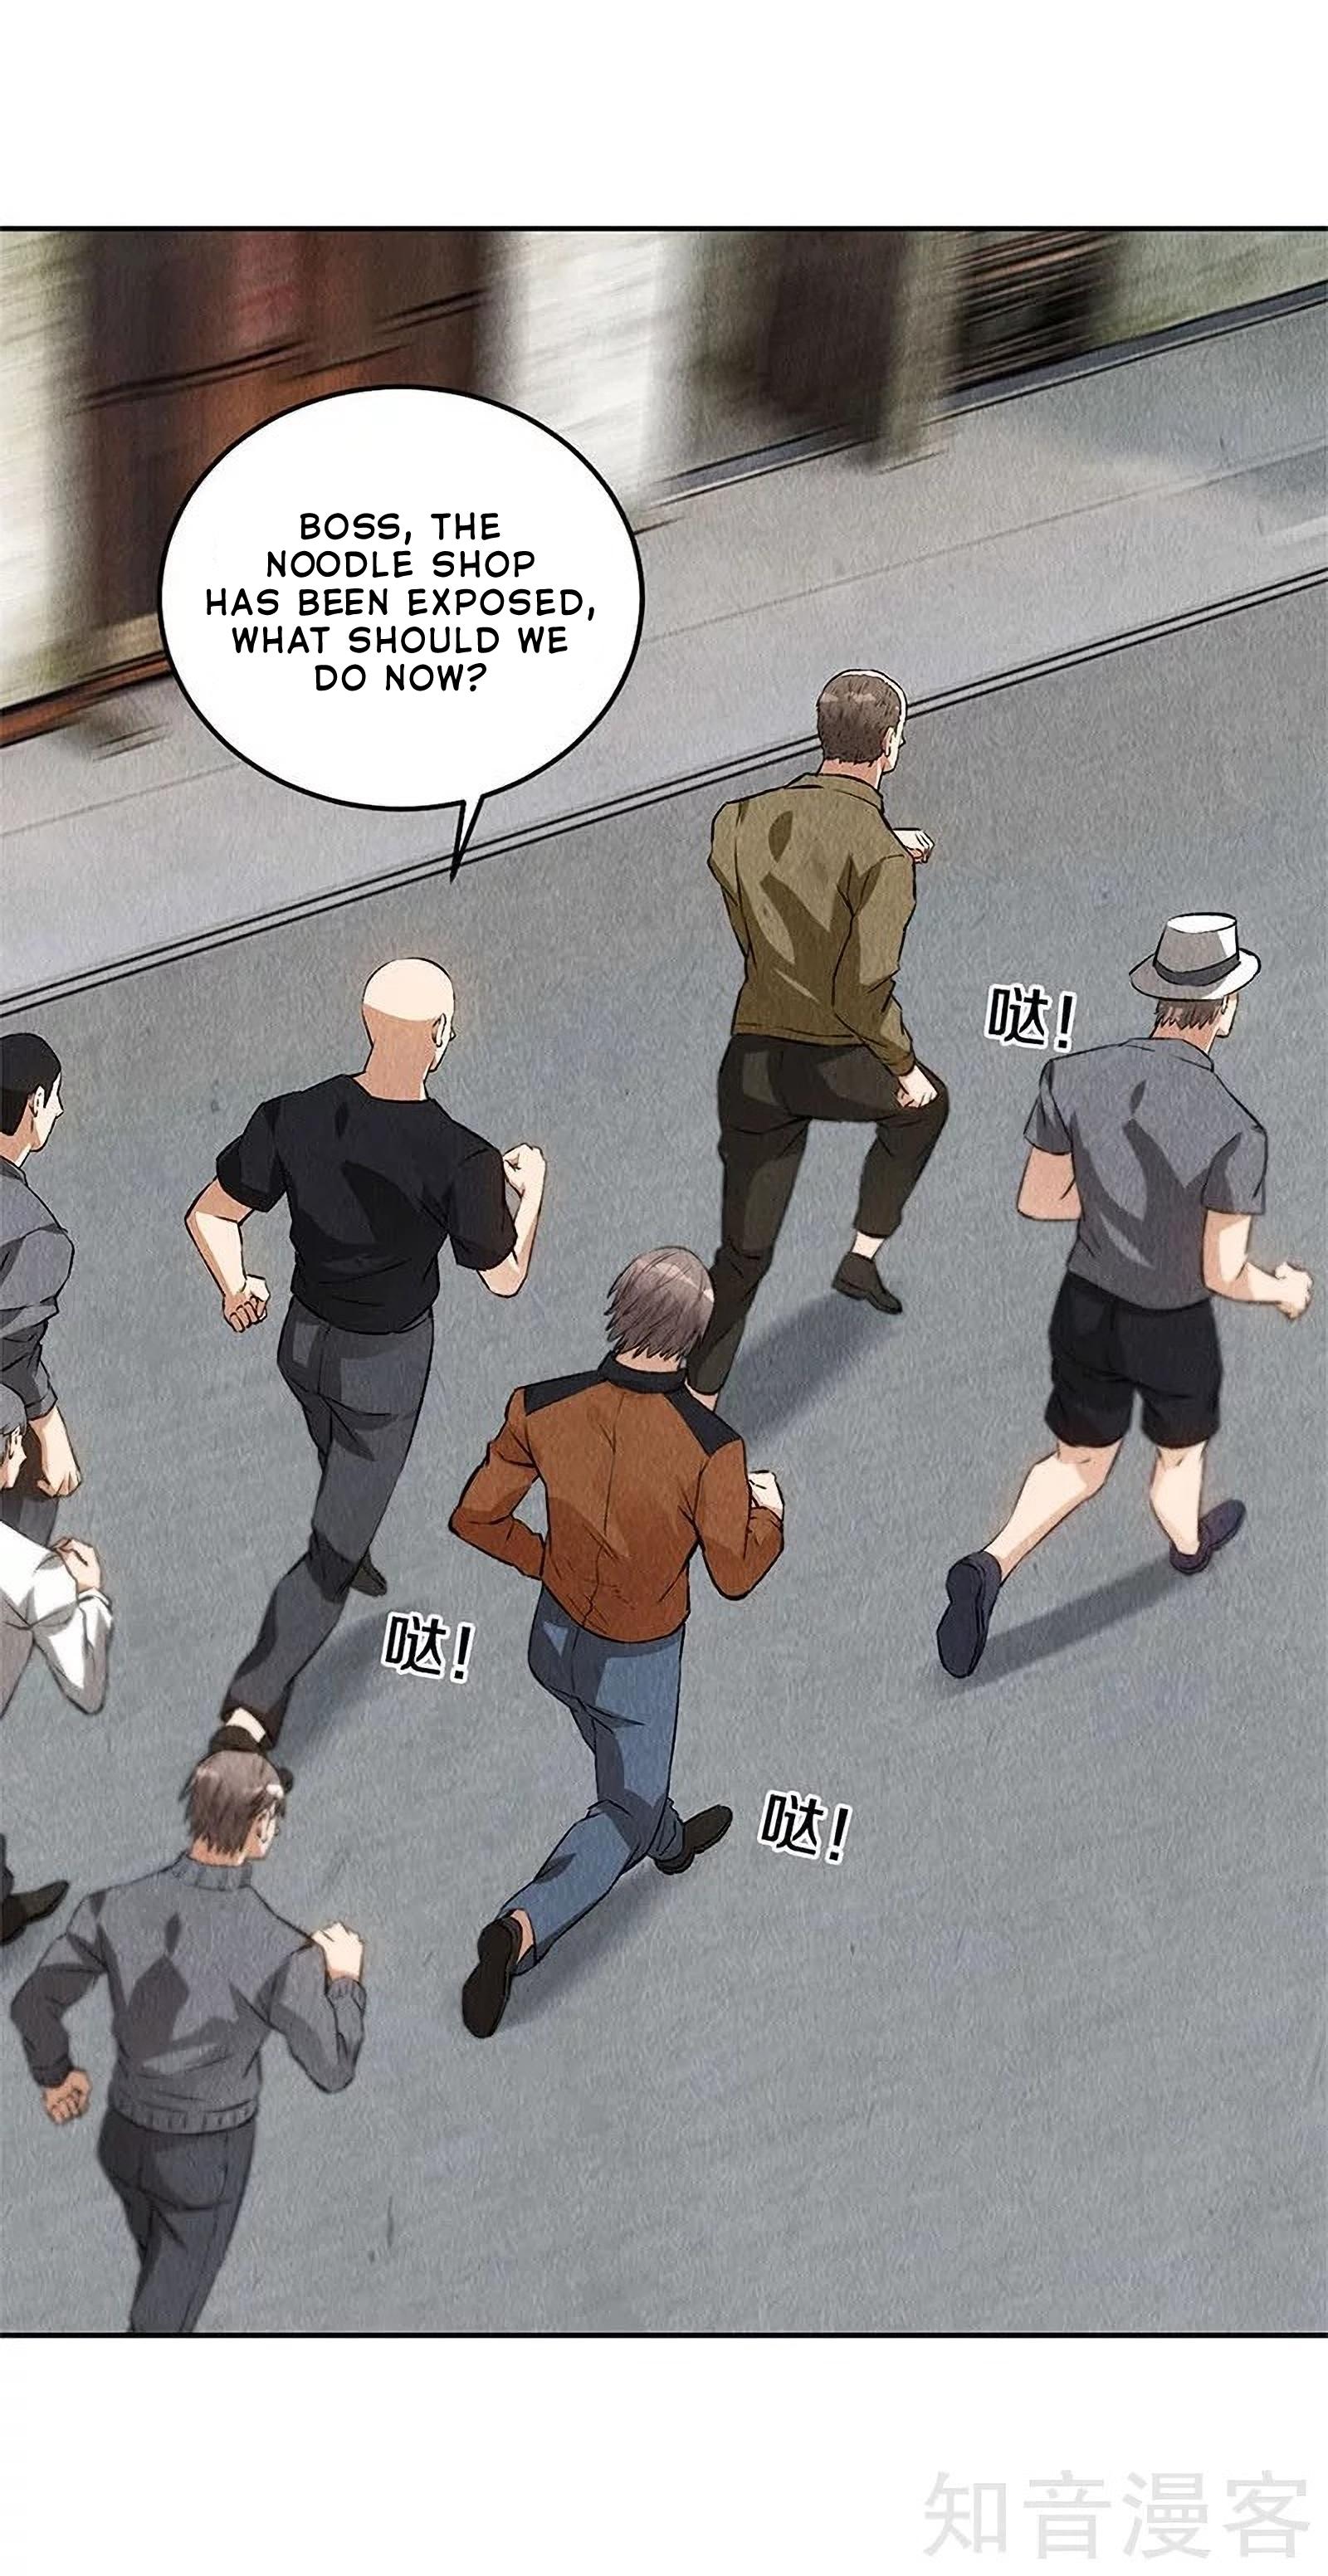 BOSS, THE
NOODLE SHOP
HAS BEEN EXPOSED,
WHAT SHOULD WE
DO NOW?
哒!
哒!
哒!
知音漫客